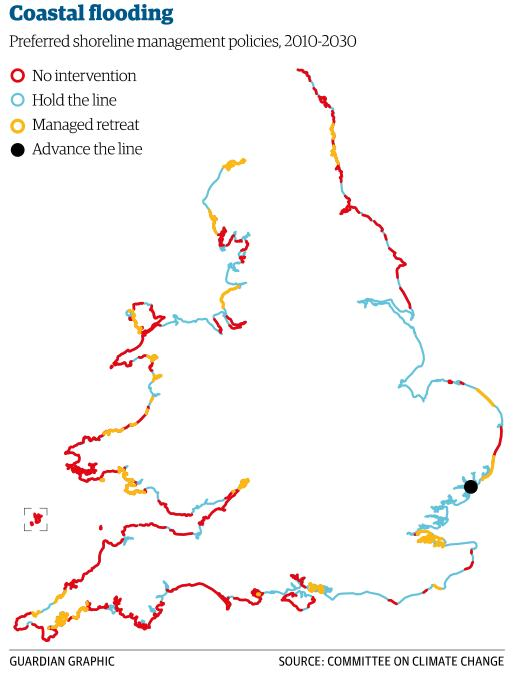 Coastal flooding
Preferred shoreline management policies, 2010-2030
No intervention
Hold the line
Managed retreat
Advance the line
GUARDIAN GRAPHIC
SOURCE: COMMITTEE ON CLIMATE CHANGE